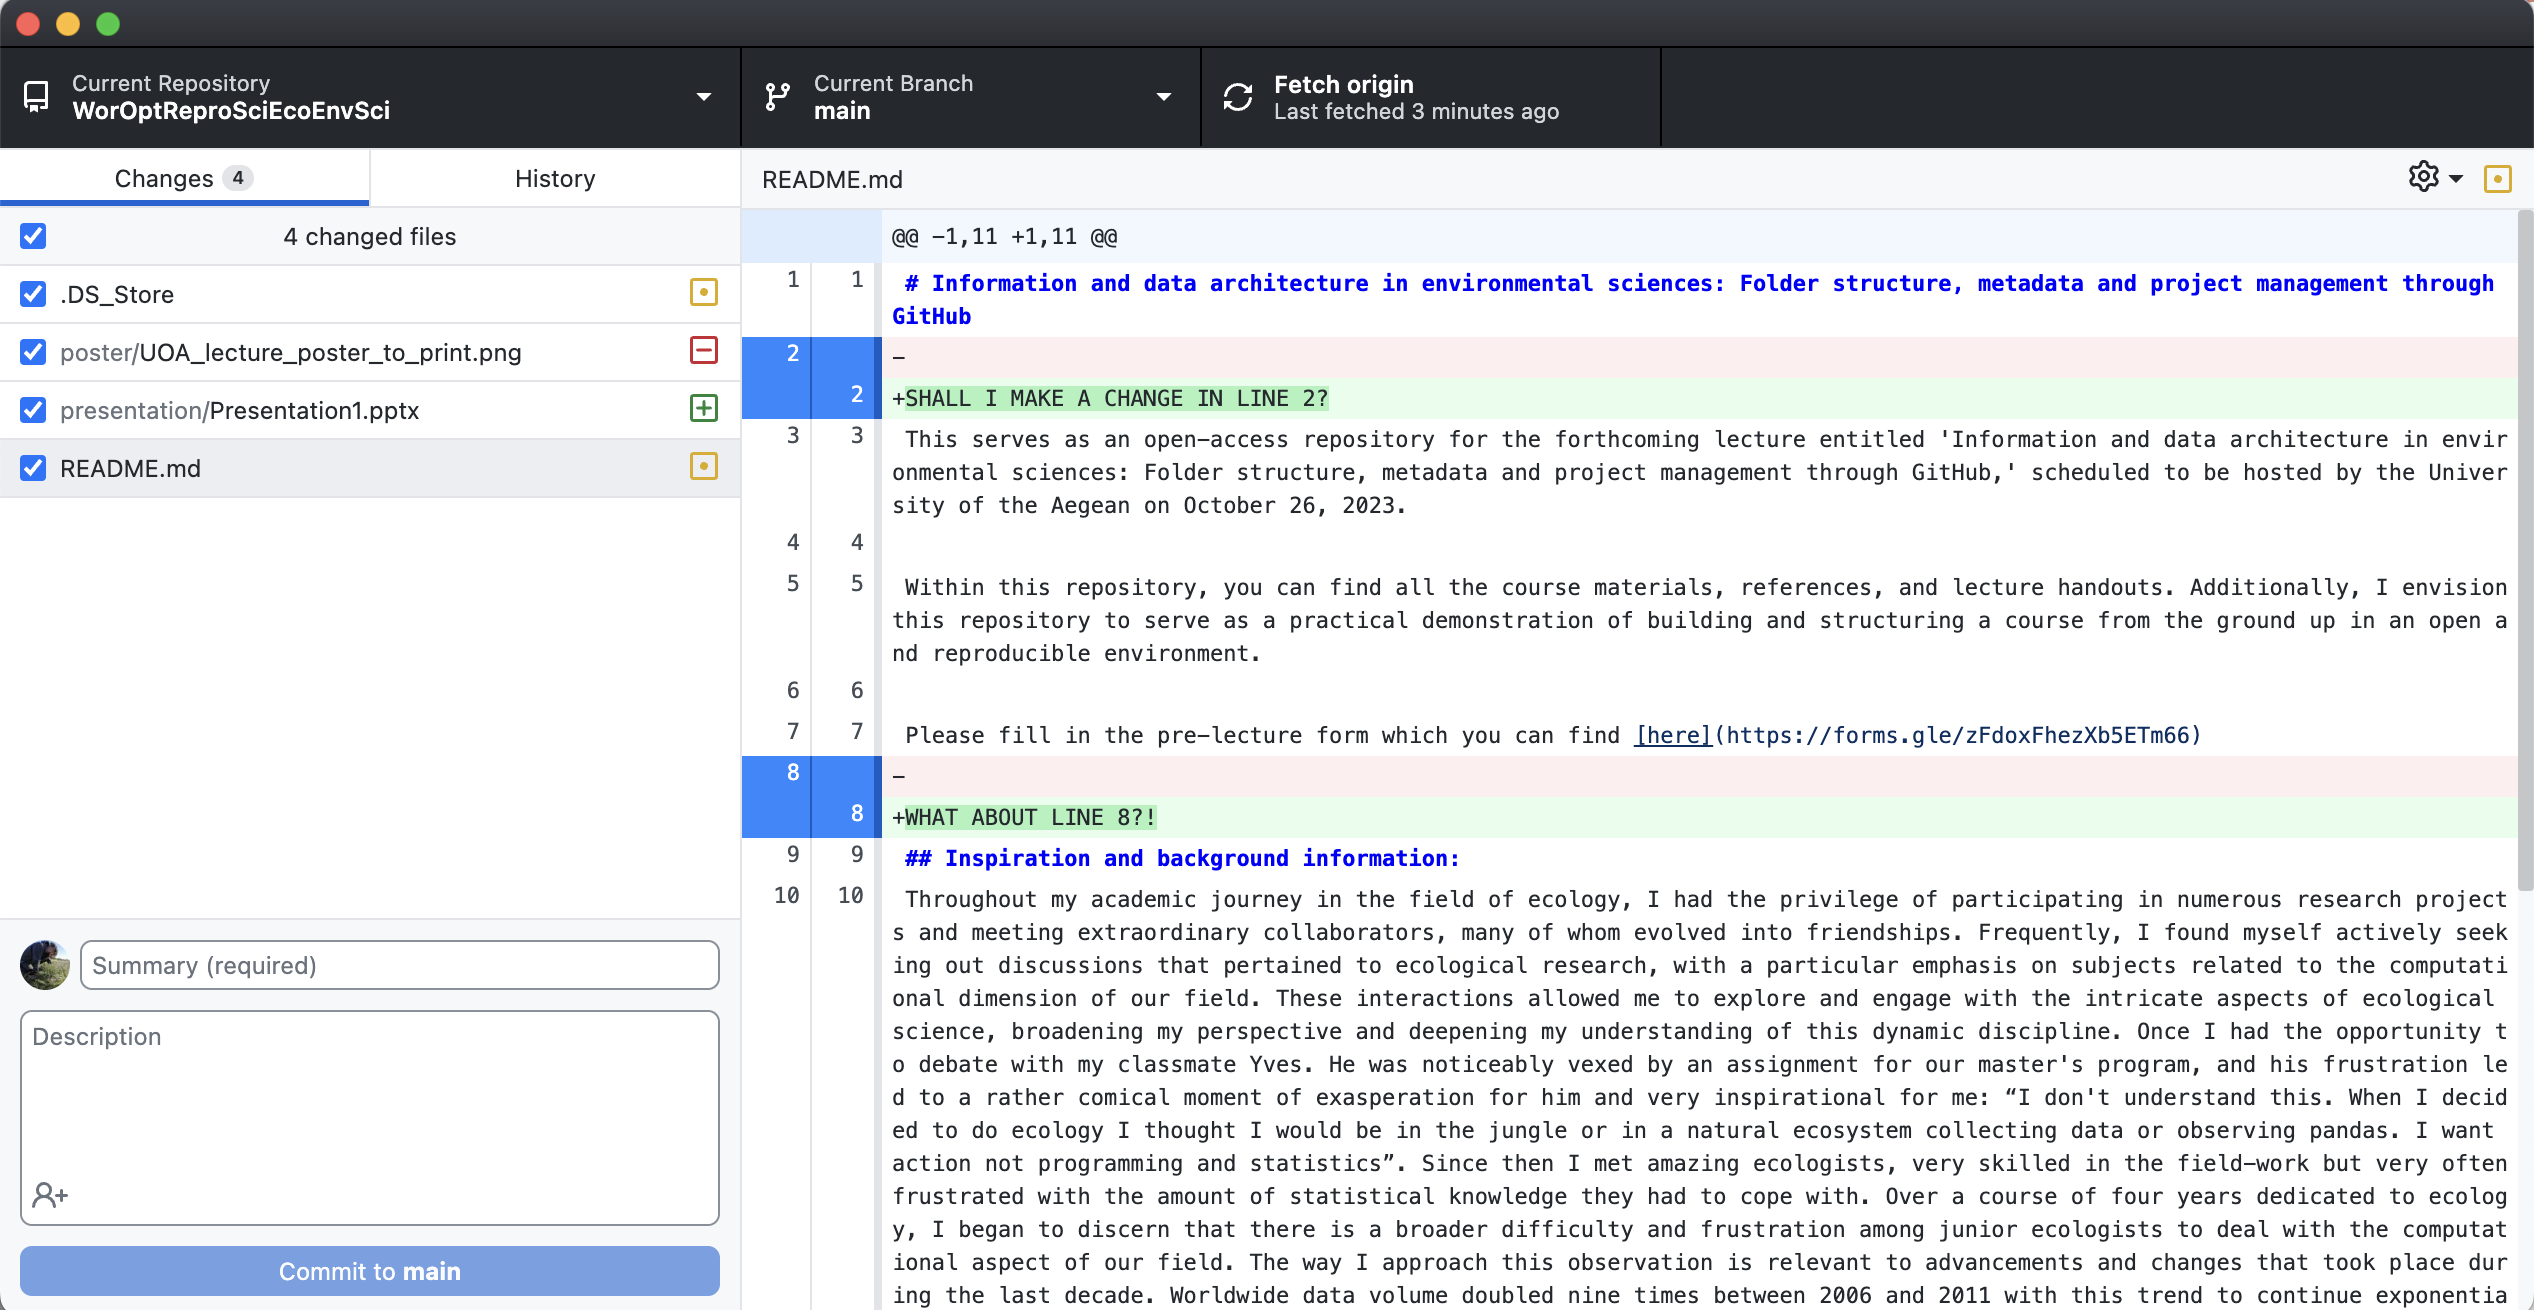 Current Repository
WorOptReproSciEcoEnvSci
Current Branch
main
Fetch origin
Last fetched 3 minutes ago
Changes 4
History
README.md
4 changed files
.DS_Store
poster/UOA_lecture_poster_to_print.png
presentation/Presentation1.pptx
README.md
Summary (required)
Description
Commit to main
@@ -1,11 +1,11 @@
1 1 # Information and data architecture in environmental sciences: Folder structure, metadata and project management through
GitHub
2 -
2 +SHALL I MAKE A CHANGE IN LINE 2?
3 3 This serves as an open-access repository for the forthcoming lecture entitled 'Information and data architecture in envir
onmental sciences: Folder structure, metadata and project management through GitHub,' scheduled to be hosted by the Univer
sity of the Aegean on October 26, 2023.
4 4
5 5 Within this repository, you can find all the course materials, references, and lecture handouts. Additionally, I envision
this repository to serve as a practical demonstration of building and structuring a course from the ground up in an open a
nd reproducible environment.
6 6
7 7 Please fill in the pre-lecture form which you can find [here](https://forms.gle/zFdoxFhezXb5ETm66)
8 -
8 +WHAT ABOUT LINE 8?!
9 9 ## Inspiration and background information:
10 10 Throughout my academic journey in the field of ecology, I had the privilege of participating in numerous research project
s and meeting extraordinary collaborators, many of whom evolved into friendships. Frequently, I found myself actively seek
ing out discussions that pertained to ecological research, with a particular emphasis on subjects related to the computati
onal dimension of our field. These interactions allowed me to explore and engage with the intricate aspects of ecological
science, broadening my perspective and deepening my understanding of this dynamic discipline. Once I had the opportunity t
o debate with my classmate Yves. He was noticeably vexed by an assignment for our master's program, and his frustration le
d to a rather comical moment of exasperation for him and very inspirational for me: “I don't understand this. When I decid
ed to do ecology I thought I would be in the jungle or in a natural ecosystem collecting data or observing pandas. I want
action not programming and statistics”. Since then I met amazing ecologists, very skilled in the field-work but very often
frustrated with the amount of statistical knowledge they had to cope with. Over a course of four years dedicated to ecolog
y, I began to discern that there is a broader difficulty and frustration among junior ecologists to deal with the computat
ional aspect of our field. The way I approach this observation is relevant to advancements and changes that took place dur
ing the last decade. Worldwide data volume doubled nine times between 2006 and 2011 with this trend to continue exponentia